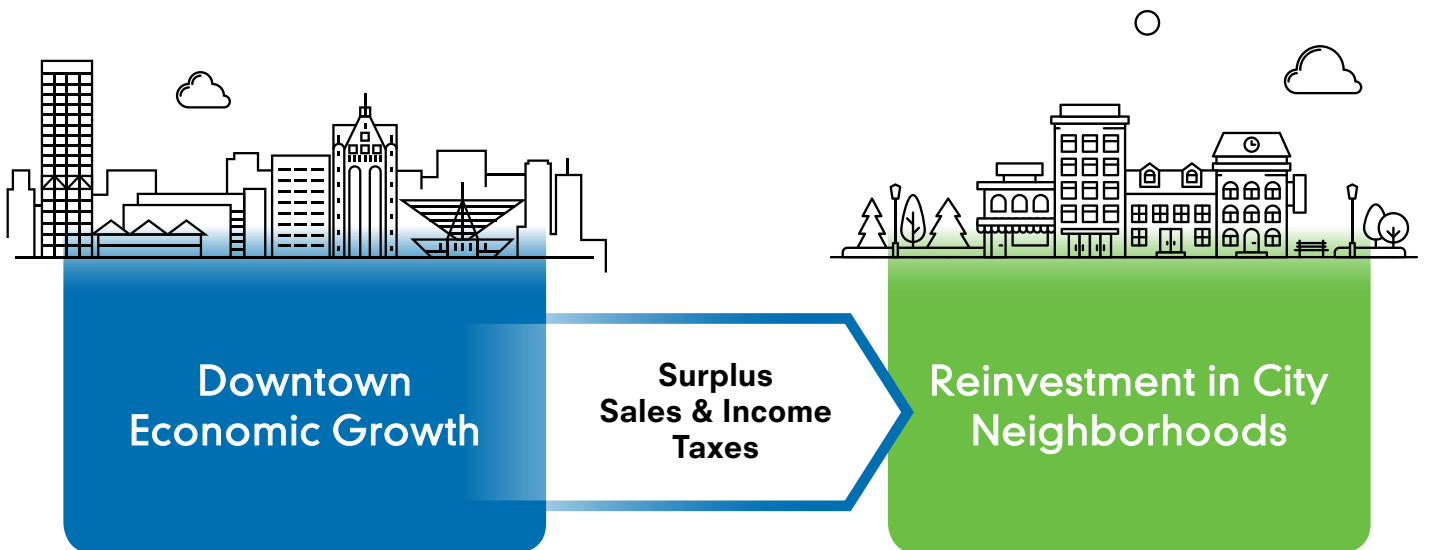 Downtown
Economic Growth
Surplus
Sales & Income
Taxes
Reinvestment in City
Neighborhoods